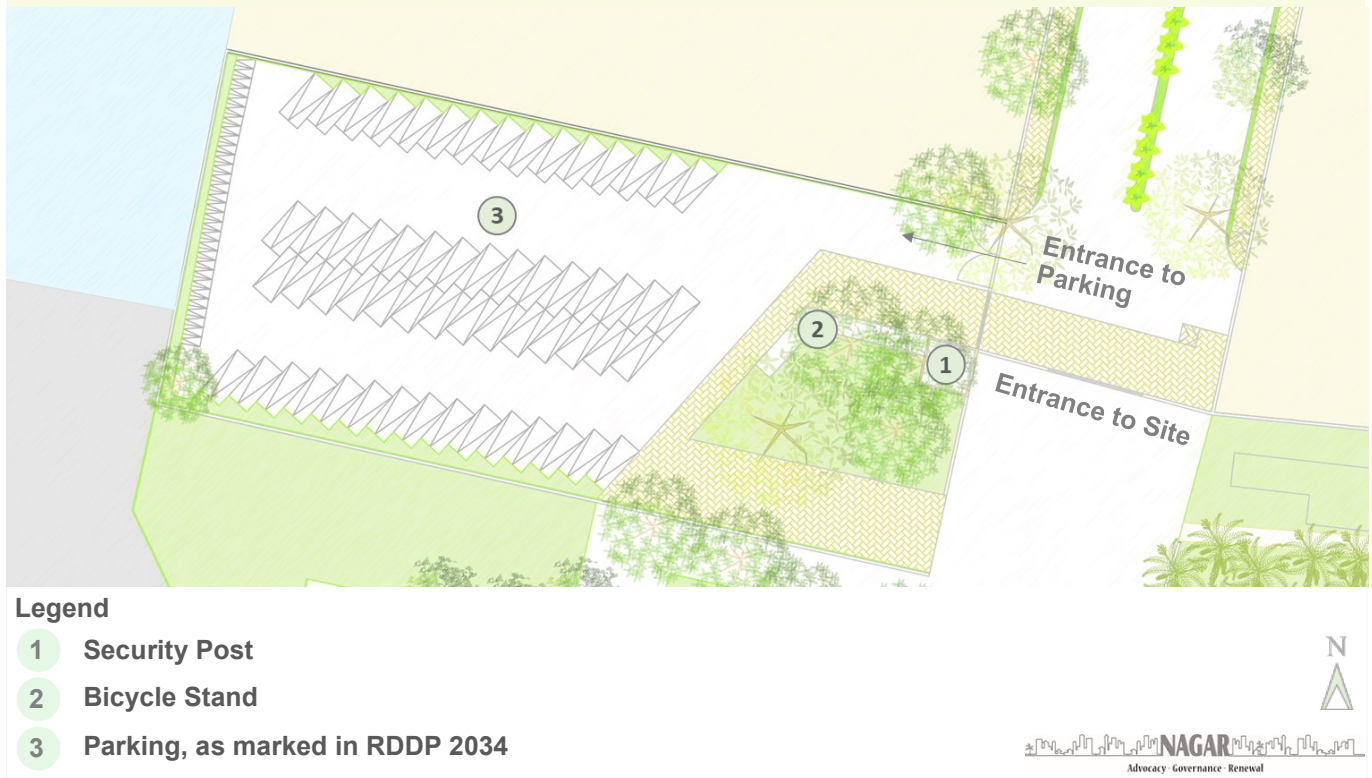 3
Entrance to
Parking
2
1
Entrance to Site
Legend
1 Security Post
2 Bicycle Stand
3 Parking, as marked in RDDP 2034
N
NAGAR
Advocacy · Governance · Renewal